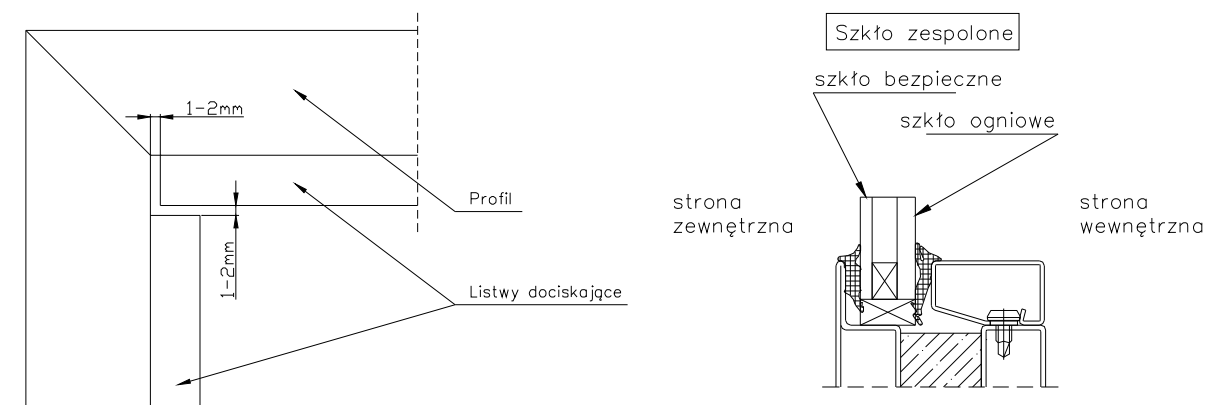 1-2mm
Profil
1-2mm
Listwy dociskające
Szkło zespolone
szkło bezpieczne
szkło ogniowe
strona
zewnętrzna
strona
wewnętrzna